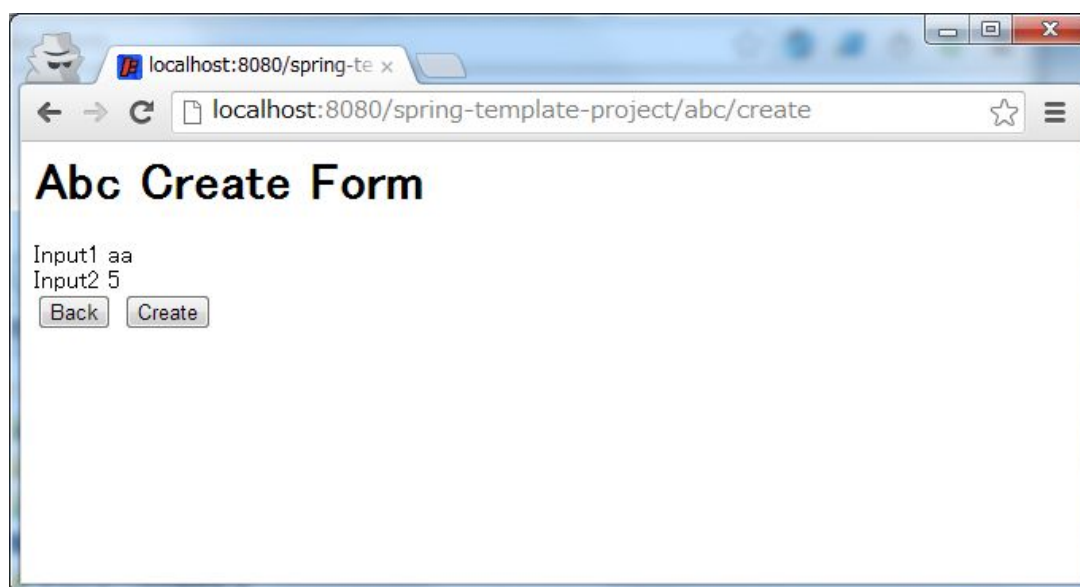 localhost:8080/spring-te
localhost:8080/spring-template-project/abc/create
Abc Create Form
Input1 aa
Input2 5
Back Create